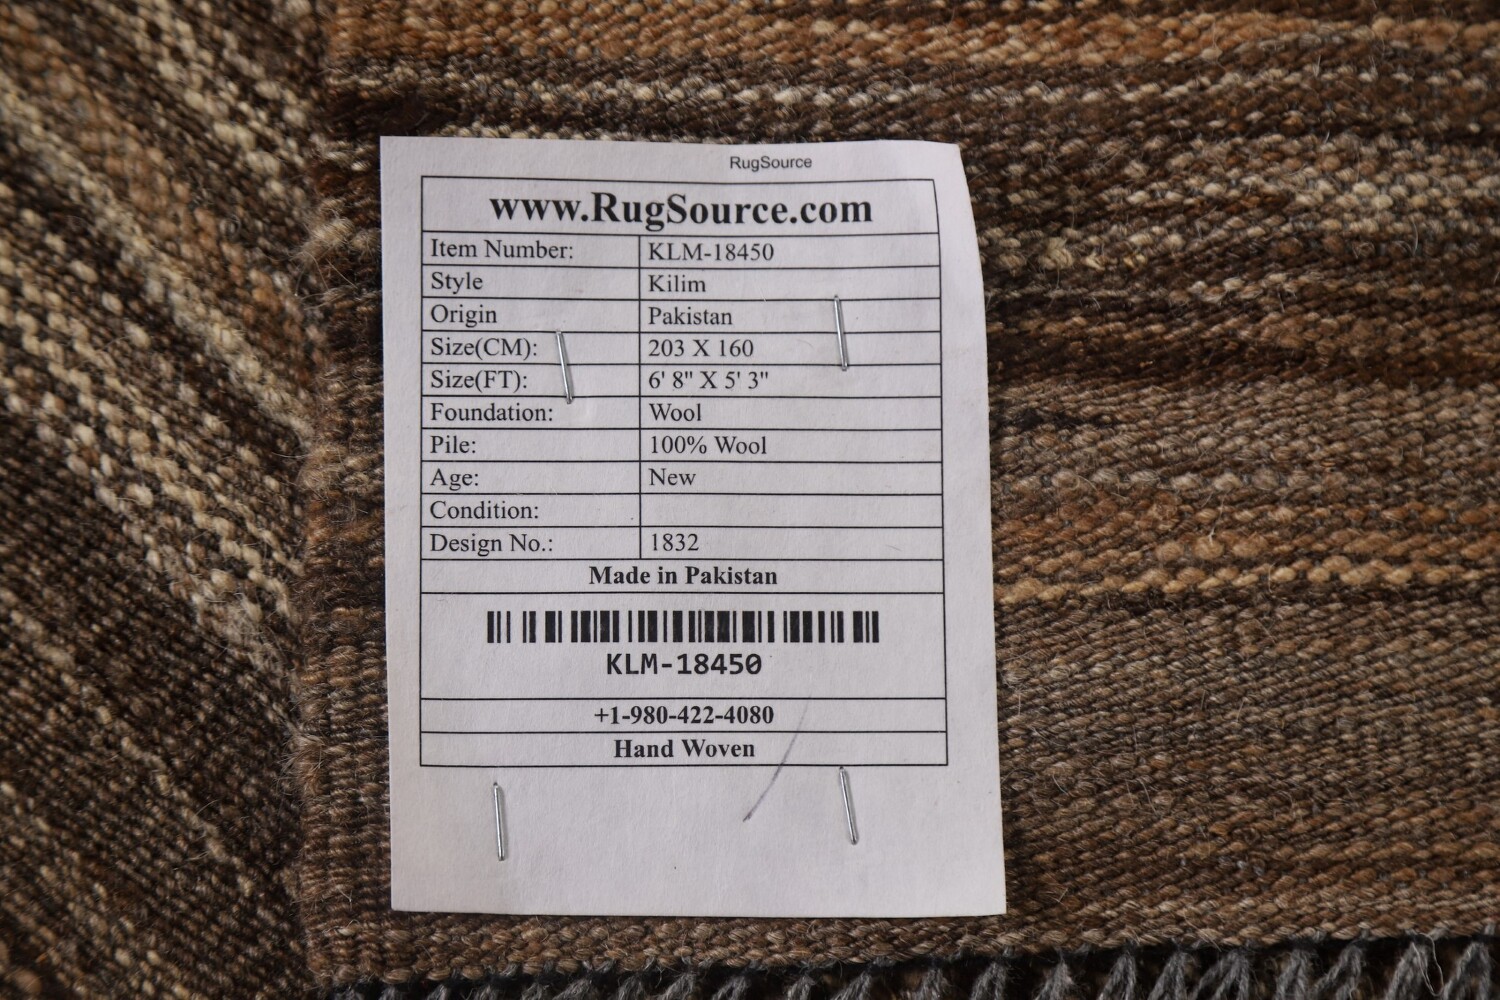 RugSource
www.RugSource.com
Item Number: KLM-18450
Style Kilim
Origin Pakistan
Size(CM): 203 X 160
Size(FT): 6' 8" X 5' 3"
Foundation: Wool
Pile: 100% Wool
Age: New
Condition:
Design No.: 1832
Made in Pakistan
KLM-18450
+1-980-422-4080
Hand Woven